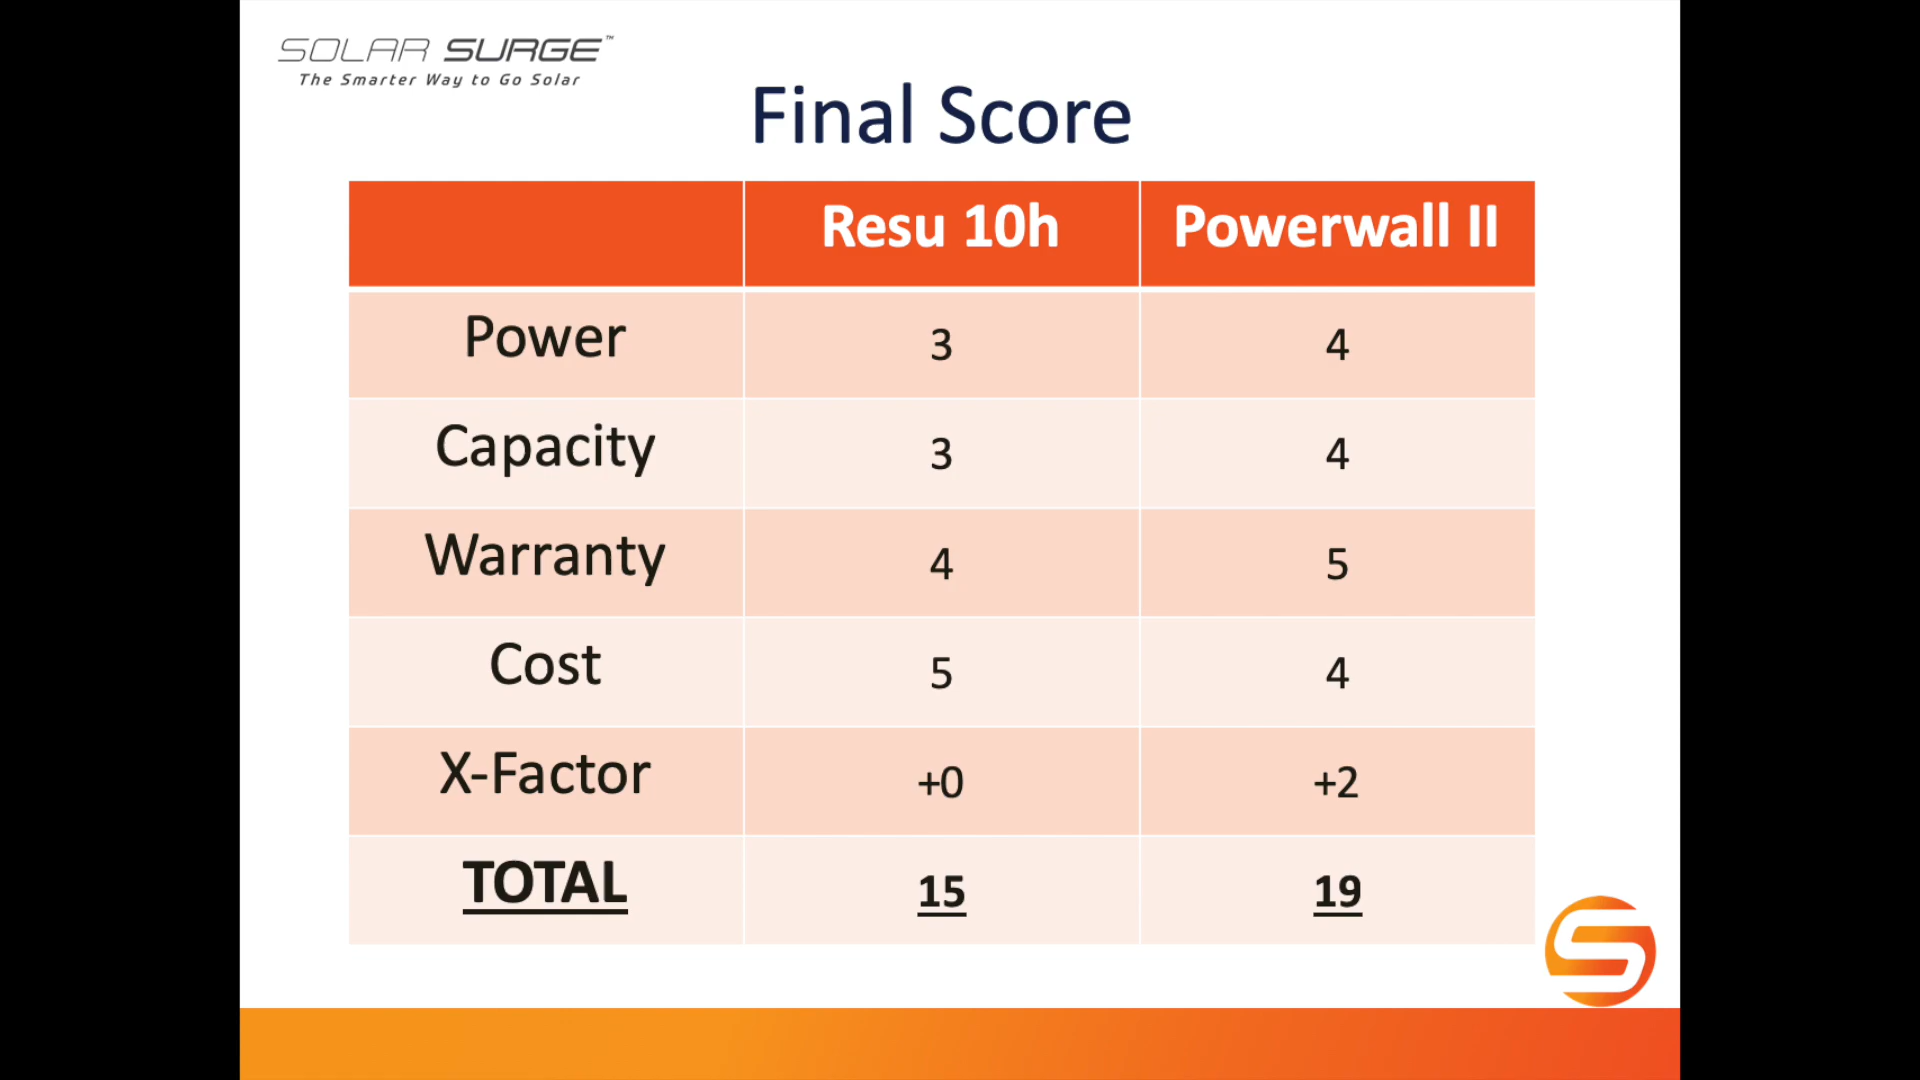 SOLAR SURGE™
The Smarter Way to Go Solar
Final Score
Resu 10h Powerwall II
Power 3 4
Capacity 3 4
Warranty 4 5
Cost 5 4
X-Factor +0 +2
TOTAL 15 19